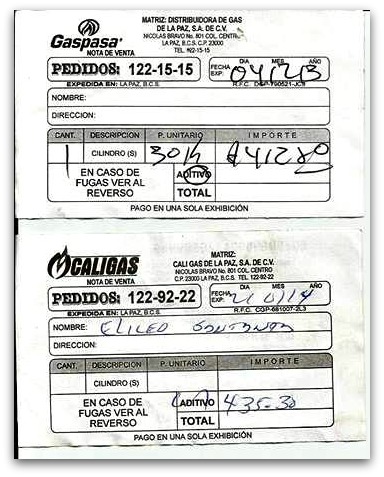 Gaspasa®
NOTA DE VENTA
MATRIZ: DISTRIBUIDORA DE GAS
DE LA PAZ, S.A. DE C.V.
NICOLAS BRAVO No. 801 COL. CENTRO
LA PAZ, B.C.S. C.P. 23000
TEL. 122-15-15
PEDIDOS: 122-15-15
FECHA EXP. DIA MES AÑO
04 12 13
EXPEDIDA EN: LA PAZ, B.C.S.
R.F.C.
NOMBRE:
DIRECCION:
CANT. DESCRIPCION P. UNITARIO IMPORTE
1 CILINDRO (S) 30 K $412.80
EN CASO DE
FUGAS VER AL
REVERSO
ADITIVO
TOTAL
PAGO EN UNA SOLA EXHIBICIÓN
CALIGAS
NOTA DE VENTA
MATRIZ:
CALI GAS DE LA PAZ, S.A. DE C.V.
NICOLAS BRAVO No. 801 COL. CENTRO
C.P. 23000 LA PAZ, B.C.S. TEL. 122-92-22
PEDIDOS: 122-92-22
FECHA EXP. DIA MES AÑO
EXPEDIDA EN: LA PAZ, B.C.S.
R.F.C. CGP-681007-2L3
NOMBRE:
DIRECCION:
CANT. DESCRIPCION P. UNITARIO IMPORTE
CILINDRO (S)
EN CASO DE
FUGAS VER AL
REVERSO
ADITIVO 435-30
TOTAL
PAGO EN UNA SOLA EXHIBICIÓN